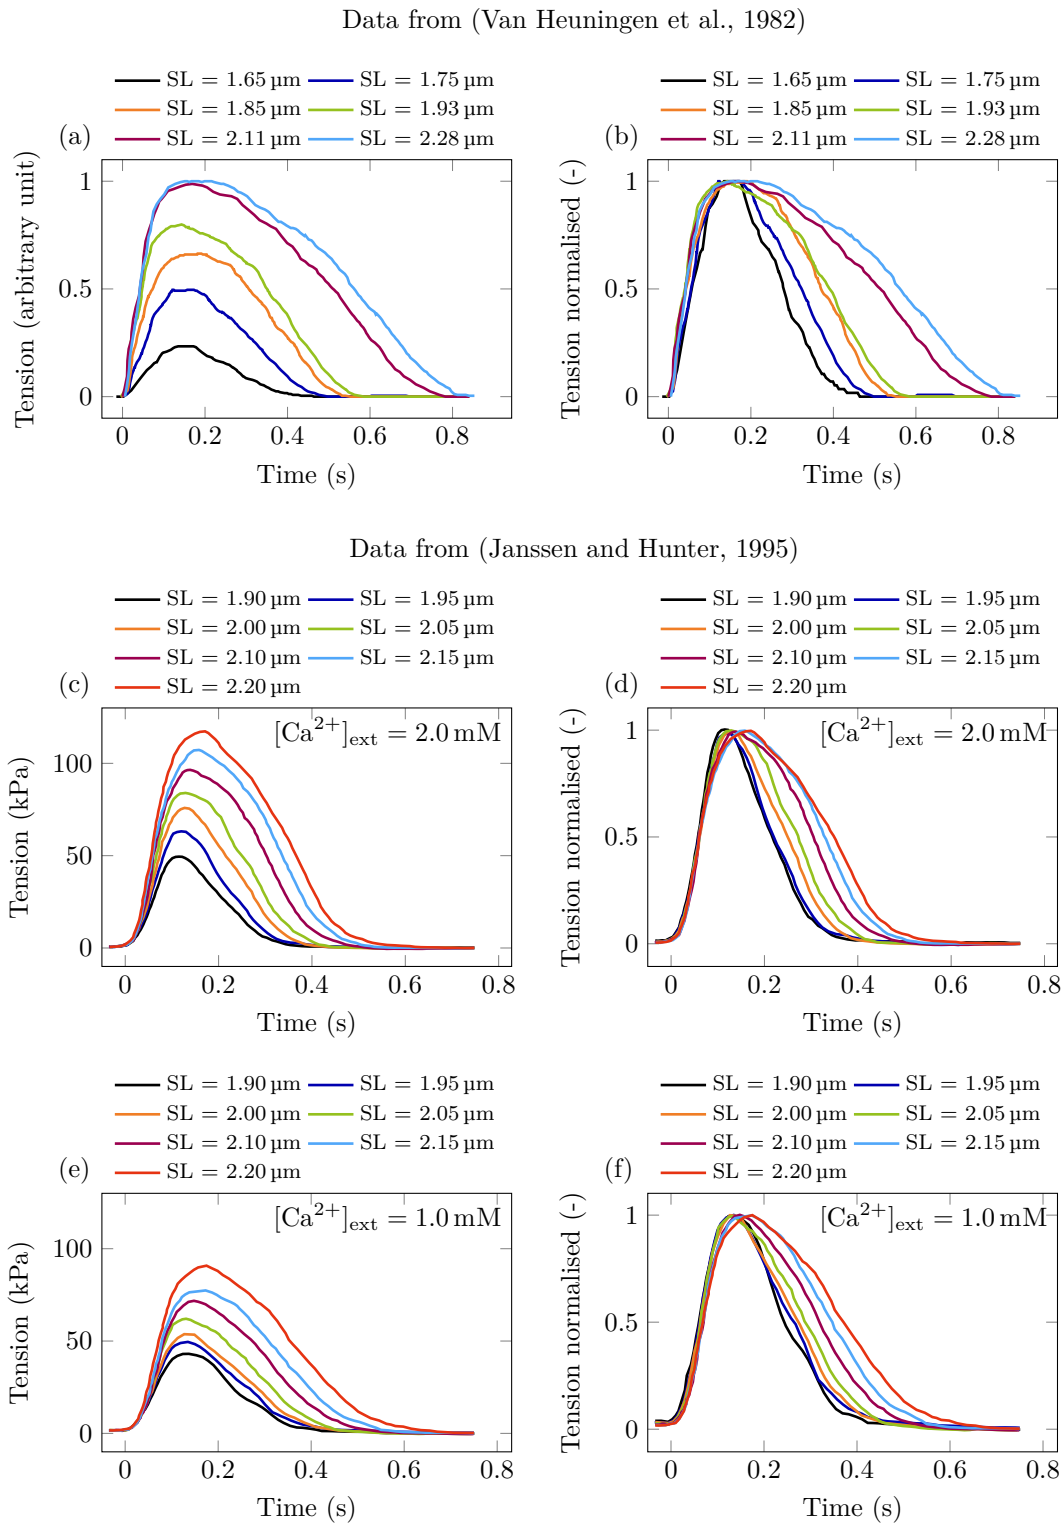 Data from (Van Heuningen et al., 1982)
SL = 1.65 µm SL = 1.75 µm
SL = 1.85 µm SL = 1.93 µm
SL = 2.11 µm SL = 2.28 µm
(a)
Tension (arbitrary unit)
1
0.5
0
0 0.2 0.4 0.6 0.8
Time (s)
SL = 1.65 µm SL = 1.75 µm
SL = 1.85 µm SL = 1.93 µm
SL = 2.11 µm SL = 2.28 µm
(b)
Tension normalised (-)
1
0.5
0
0 0.2 0.4 0.6 0.8
Time (s)
Data from (Janssen and Hunter, 1995)
SL = 1.90 µm SL = 1.95 µm
SL = 2.00 µm SL = 2.05 µm
SL = 2.10 µm SL = 2.15 µm
SL = 2.20 µm
(c)
[Ca²⁺]ext = 2.0 mM
Tension (kPa)
100
50
0
0 0.2 0.4 0.6 0.8
Time (s)
SL = 1.90 µm SL = 1.95 µm
SL = 2.00 µm SL = 2.05 µm
SL = 2.10 µm SL = 2.15 µm
SL = 2.20 µm
(d)
[Ca²⁺]ext = 2.0 mM
Tension normalised (-)
1
0.5
0
0 0.2 0.4 0.6 0.8
Time (s)
SL = 1.90 µm SL = 1.95 µm
SL = 2.00 µm SL = 2.05 µm
SL = 2.10 µm SL = 2.15 µm
SL = 2.20 µm
(e)
[Ca²⁺]ext = 1.0 mM
Tension (kPa)
100
50
0
0 0.2 0.4 0.6 0.8
Time (s)
SL = 1.90 µm SL = 1.95 µm
SL = 2.00 µm SL = 2.05 µm
SL = 2.10 µm SL = 2.15 µm
SL = 2.20 µm
(f)
[Ca²⁺]ext = 1.0 mM
Tension normalised (-)
1
0.5
0
0 0.2 0.4 0.6 0.8
Time (s)